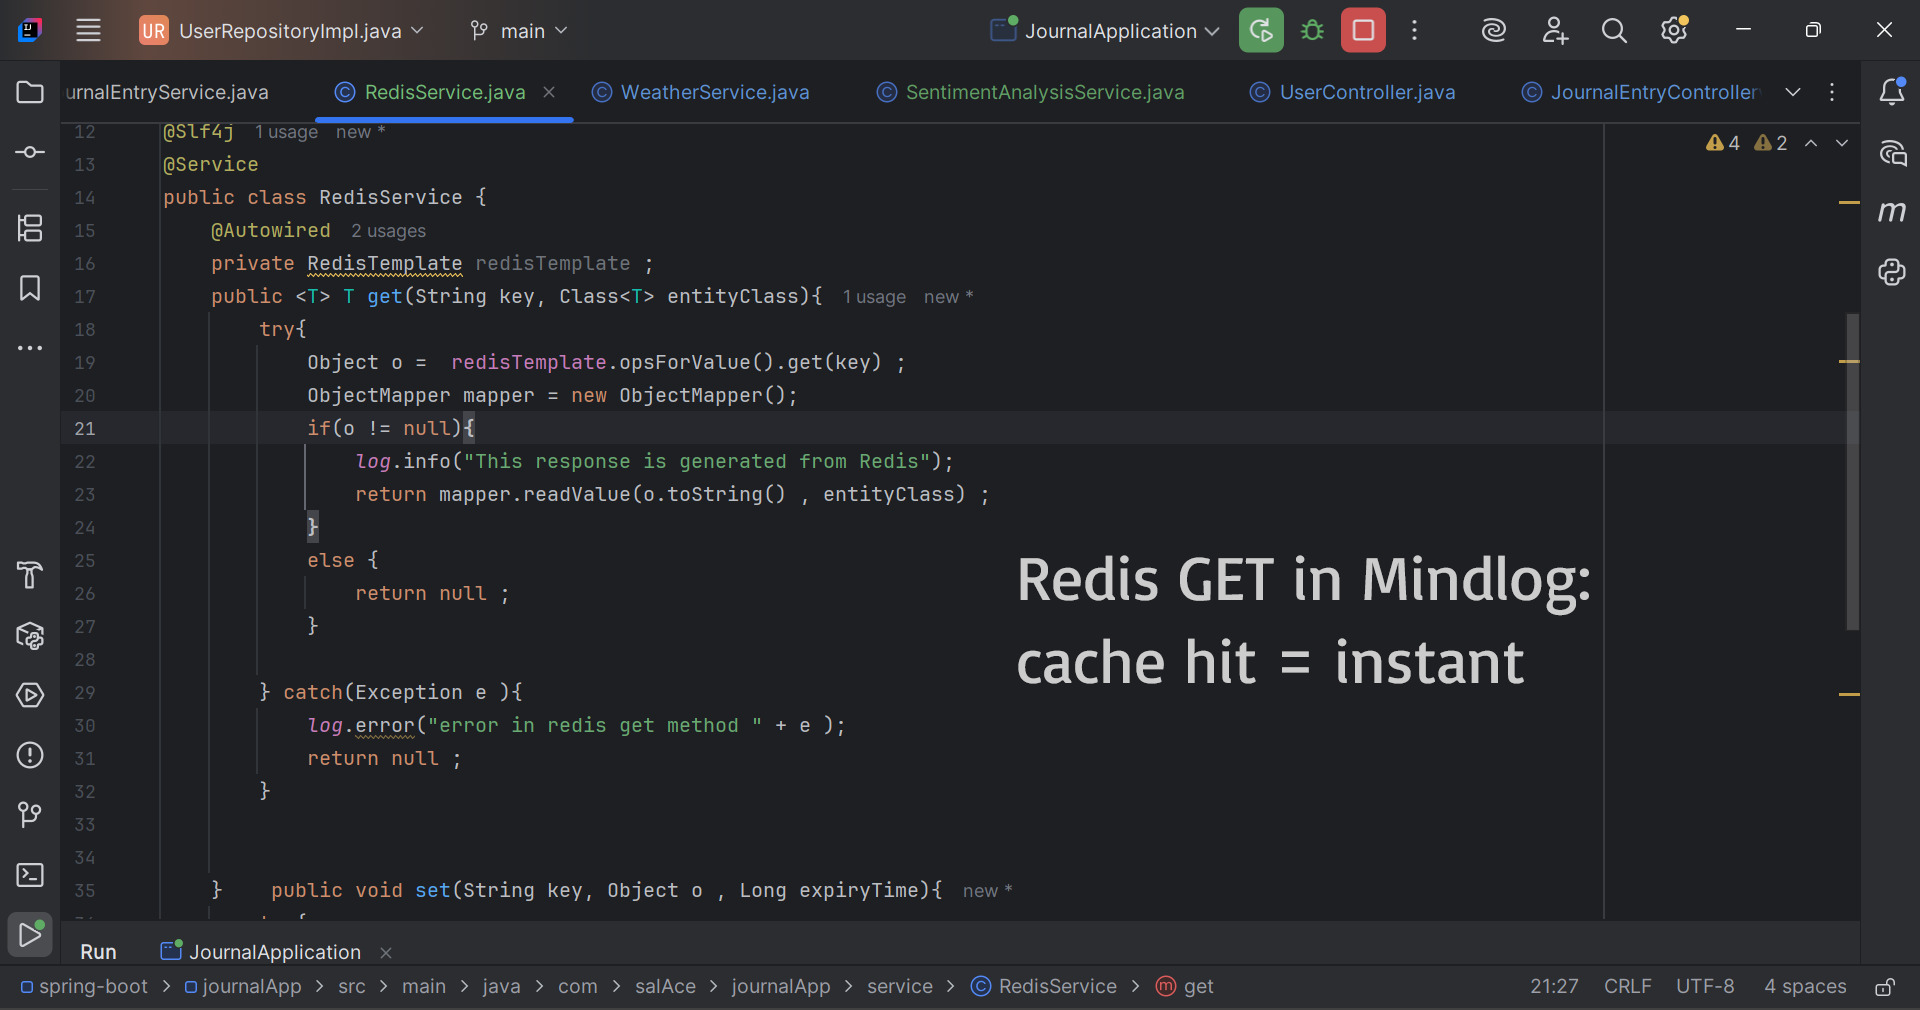 UR UserRepositoryImpl.java main JournalApplication
urnalEntryService.java RedisService.java WeatherService.java SentimentAnalysisService.java UserController.java JournalEntryController
12 @Slf4j 1 usage new *
4 2
13 @Service
14 public class RedisService {
15 @Autowired 2 usages
16 private RedisTemplate redisTemplate ;
17 public <T> T get(String key, Class<T> entityClass){ 1 usage new *
18 try{
19 Object o = redisTemplate.opsForValue().get(key) ;
20 ObjectMapper mapper = new ObjectMapper();
21 if(o != null){
22 log.info("This response is generated from Redis");
23 return mapper.readValue(o.toString() , entityClass) ;
24 }
25 else {
26 return null ;
27 }
28
29 } catch(Exception e ){
30 log.error("error in redis get method " + e );
31 return null ;
32 }
33
34
35 } public void set(String key, Object o , Long expiryTime){ new *
Redis GET in Mindlog:
cache hit = instant
Run JournalApplication
spring-boot > journalApp > src > main > java > com > salAce > journalApp > service > RedisService > get 21:27 CRLF UTF-8 4 spaces